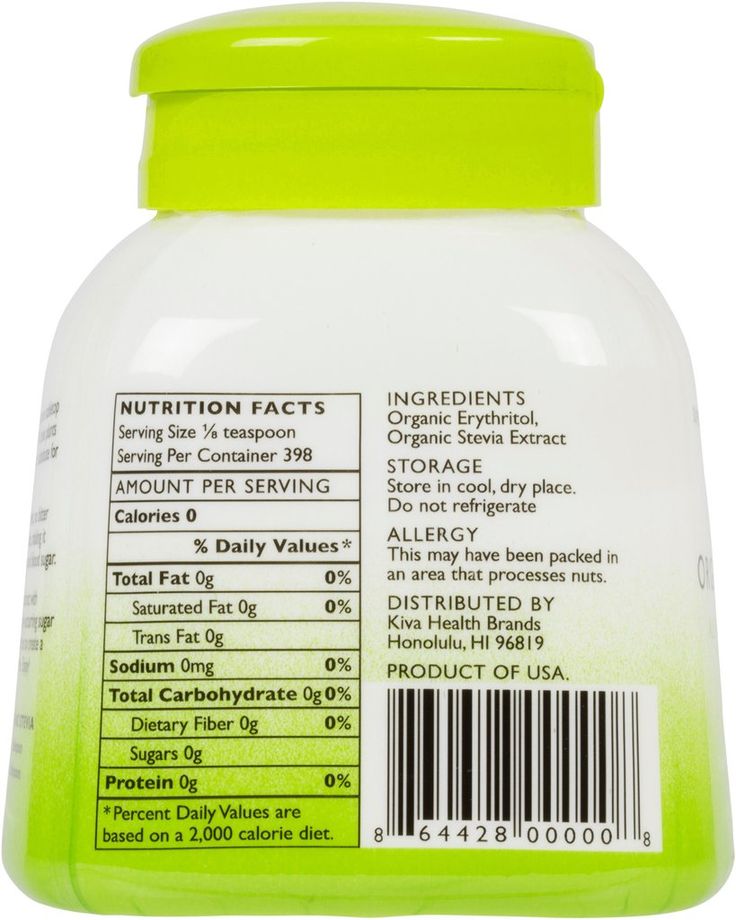 NUTRITION FACTS
Serving Size ⅛ teaspoon
Serving Per Container 398
AMOUNT PER SERVING
Calories 0
% Daily Values*
Total Fat 0g 0%
Saturated Fat 0g 0%
Trans Fat 0g
Sodium 0mg 0%
Total Carbohydrate 0g 0%
Dietary Fiber 0g 0%
Sugars 0g
Protein 0g 0%
*Percent Daily Values are
based on a 2,000 calorie diet.
INGREDIENTS
Organic Erythritol,
Organic Stevia Extract
STORAGE
Store in cool, dry place.
Do not refrigerate
ALLERGY
This may have been packed in
an area that processes nuts.
DISTRIBUTED BY
Kiva Health Brands
Honolulu, HI 96819
PRODUCT OF USA.
8 64428 00000 8